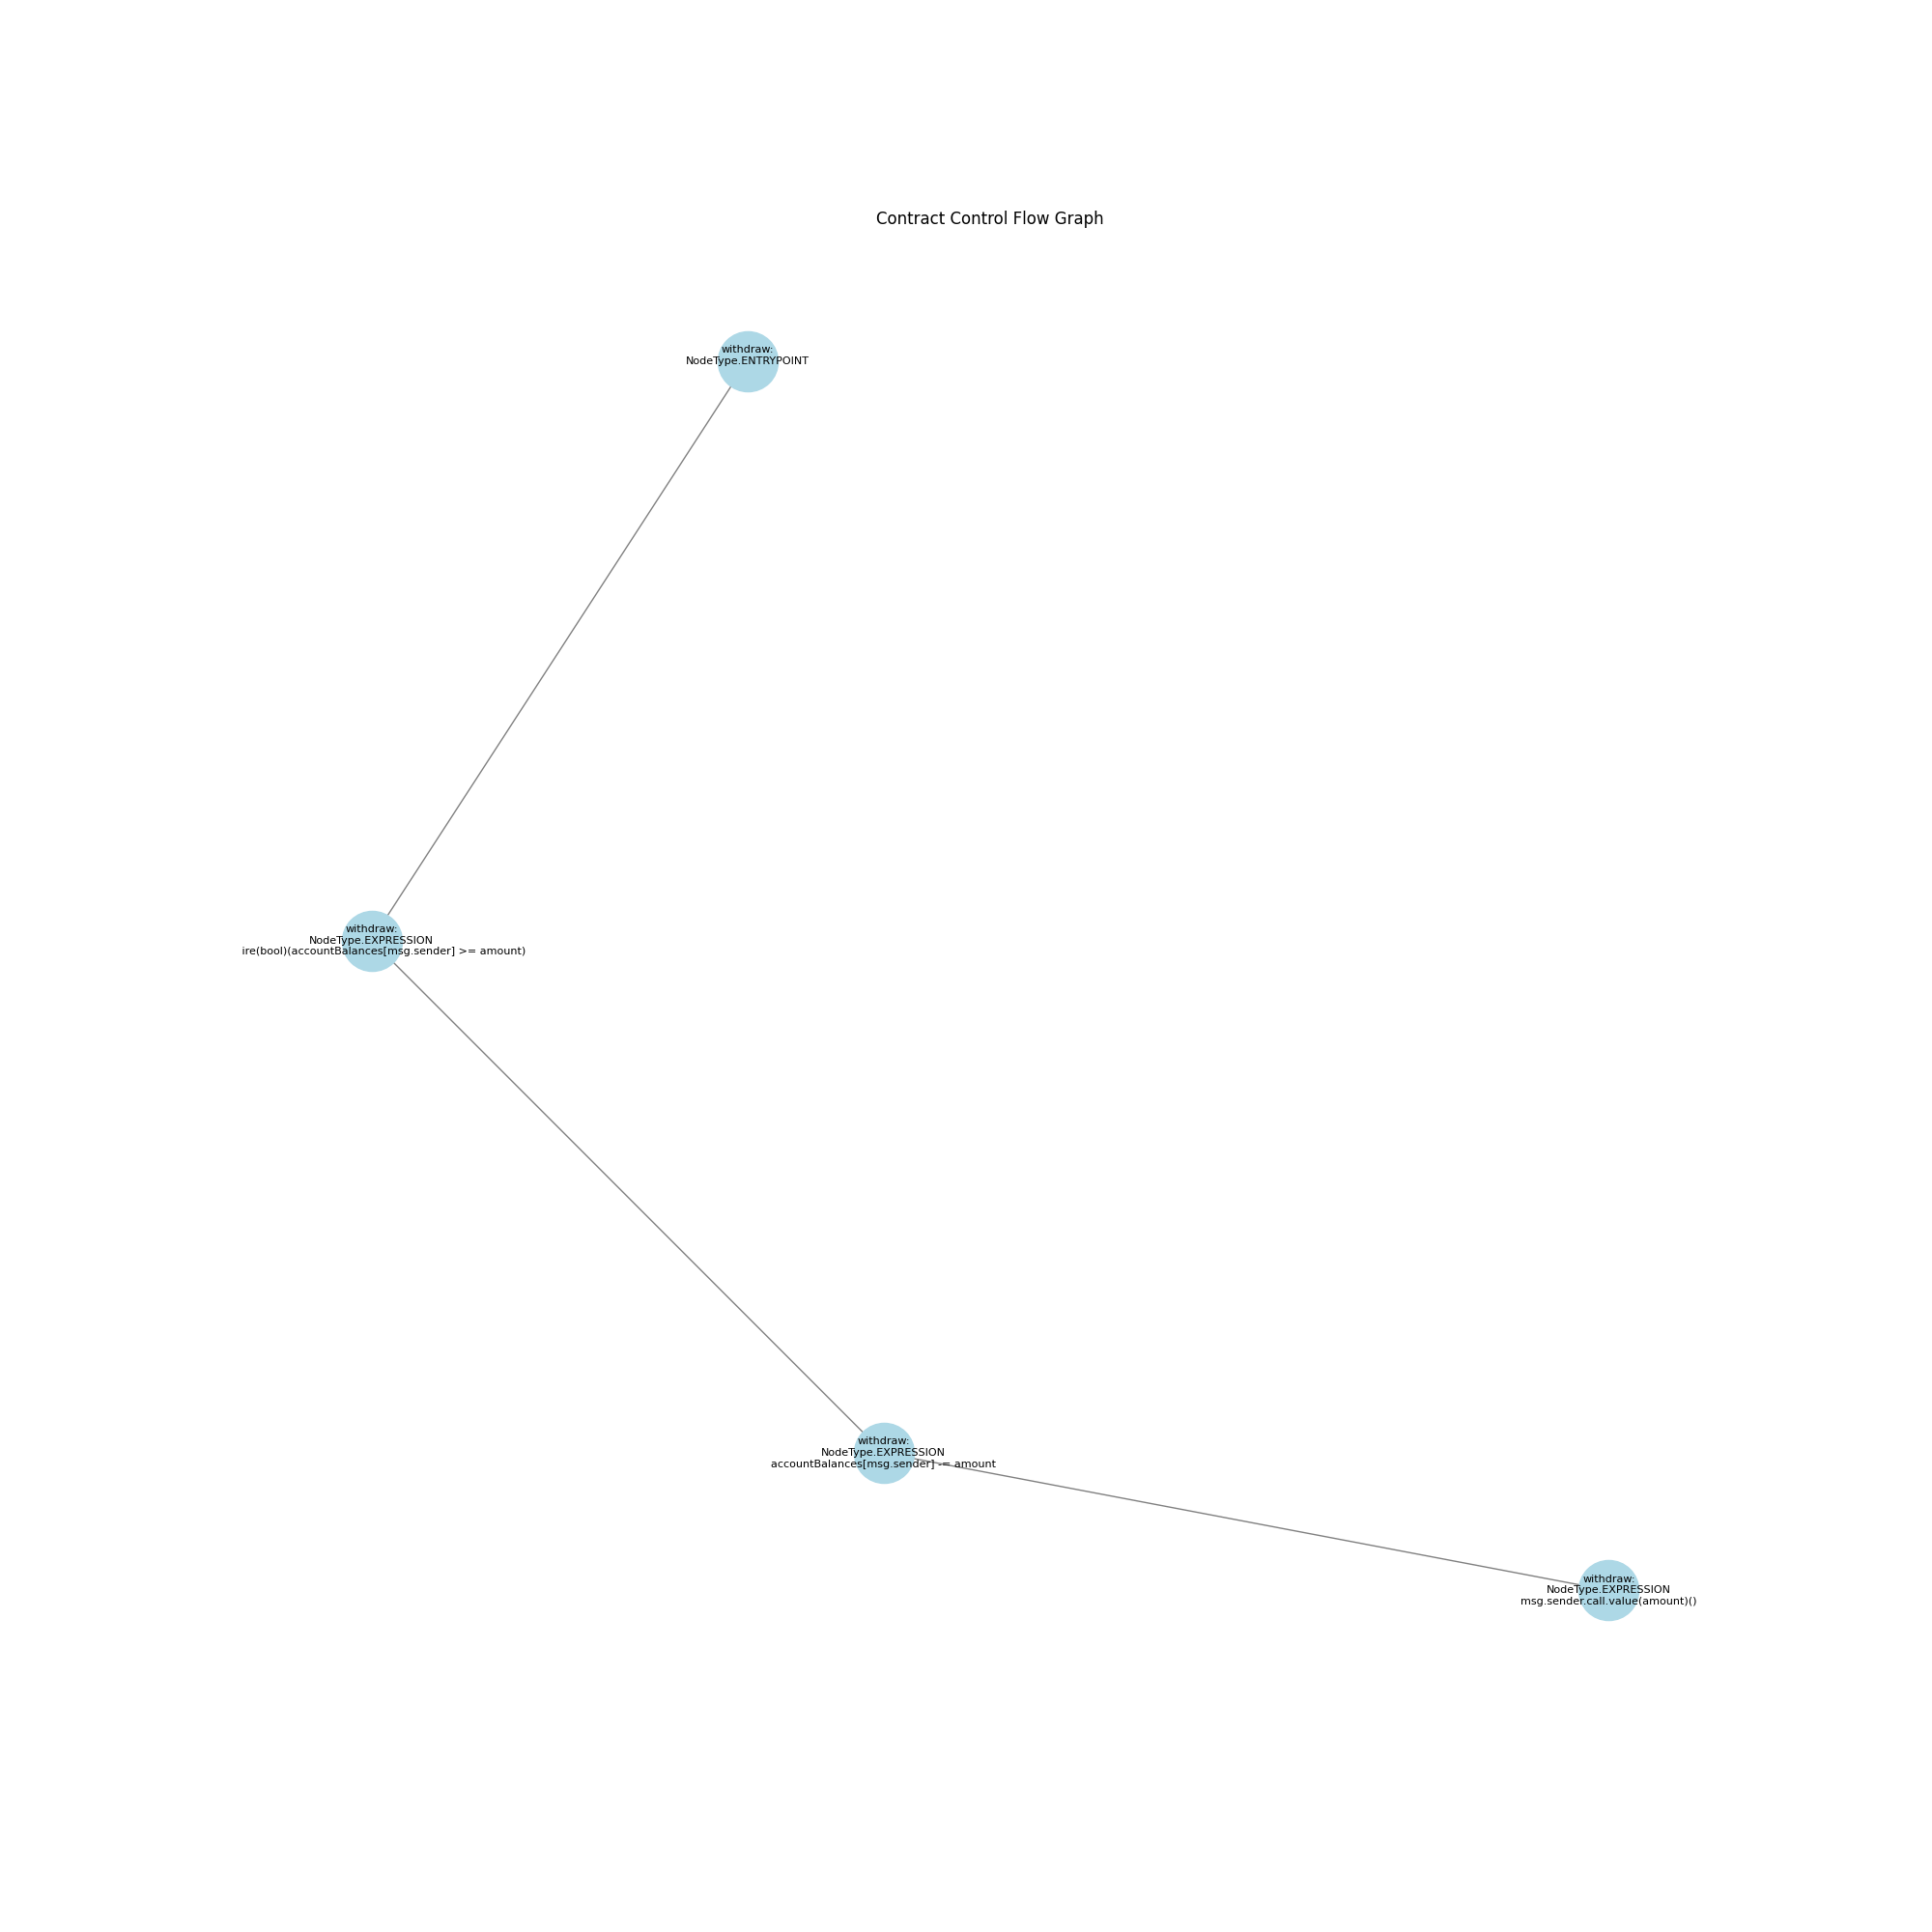 Contract Control Flow Graph
withdraw:
NodeType.ENTRYPOINT
withdraw:
NodeType.EXPRESSION
ire(bool)(accountBalances[msg.sender] >= amount)
withdraw:
NodeType.EXPRESSION
accountBalances[msg.sender] -= amount
withdraw:
NodeType.EXPRESSION
msg.sender.call.value(amount)()